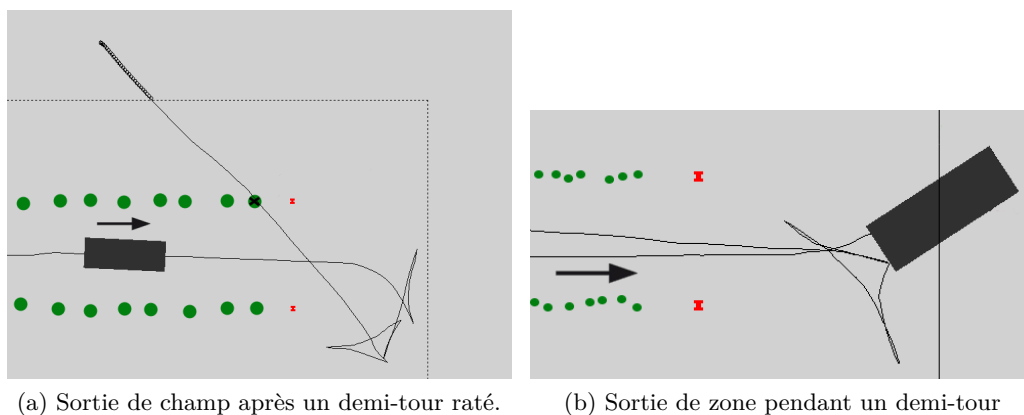 (a) Sortie de champ après un demi-tour raté.
(b) Sortie de zone pendant un demi-tour